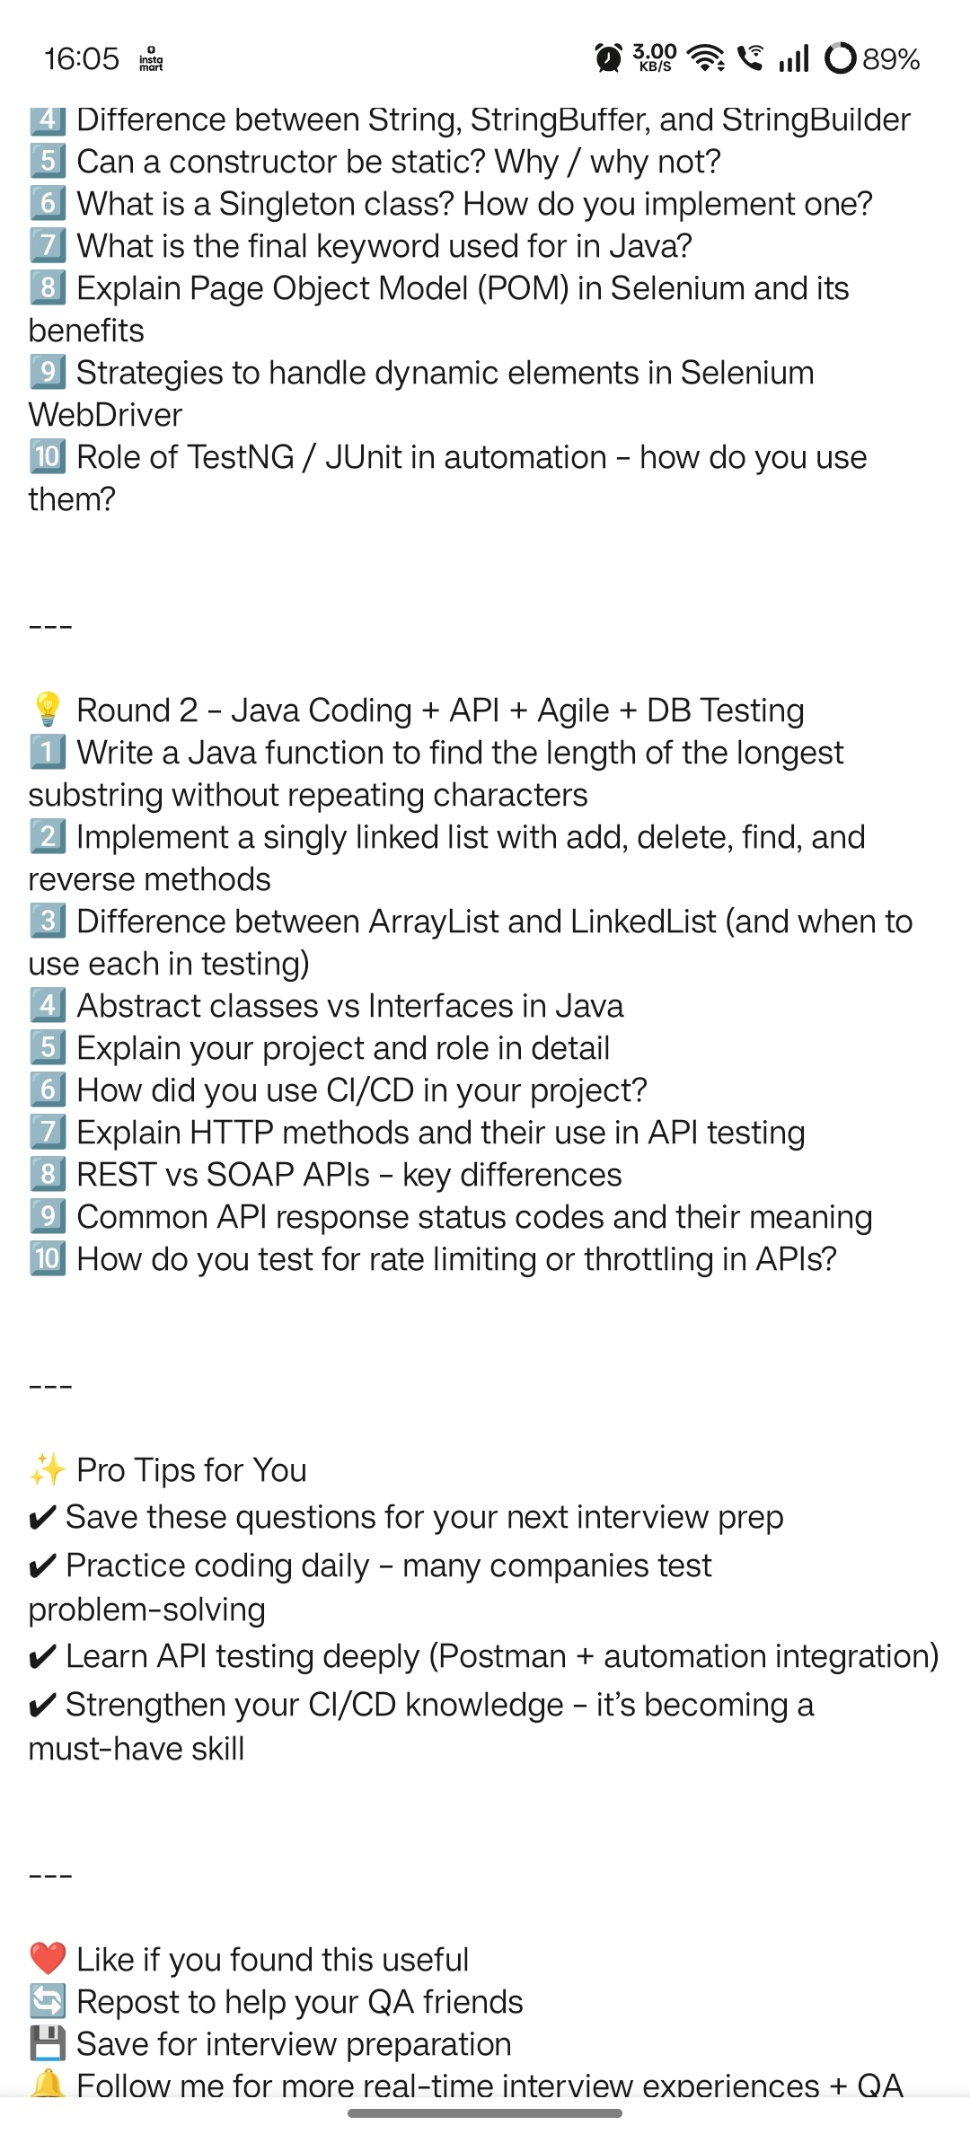 16:05 insta mart 3.00 KB/S 89%
4 Difference between String, StringBuffer, and StringBuilder
5 Can a constructor be static? Why / why not?
6 What is a Singleton class? How do you implement one?
7 What is the final keyword used for in Java?
8 Explain Page Object Model (POM) in Selenium and its
benefits
9 Strategies to handle dynamic elements in Selenium
WebDriver
10 Role of TestNG / JUnit in automation – how do you use
them?
---
💡 Round 2 – Java Coding + API + Agile + DB Testing
1 Write a Java function to find the length of the longest
substring without repeating characters
2 Implement a singly linked list with add, delete, find, and
reverse methods
3 Difference between ArrayList and LinkedList (and when to
use each in testing)
4 Abstract classes vs Interfaces in Java
5 Explain your project and role in detail
6 How did you use CI/CD in your project?
7 Explain HTTP methods and their use in API testing
8 REST vs SOAP APIs – key differences
9 Common API response status codes and their meaning
10 How do you test for rate limiting or throttling in APIs?
---
✨ Pro Tips for You
✔ Save these questions for your next interview prep
✔ Practice coding daily – many companies test
problem-solving
✔ Learn API testing deeply (Postman + automation integration)
✔ Strengthen your CI/CD knowledge – it's becoming a
must-have skill
---
❤️ Like if you found this useful
🔄 Repost to help your QA friends
💾 Save for interview preparation
🔔 Follow me for more real-time interview experiences + QA